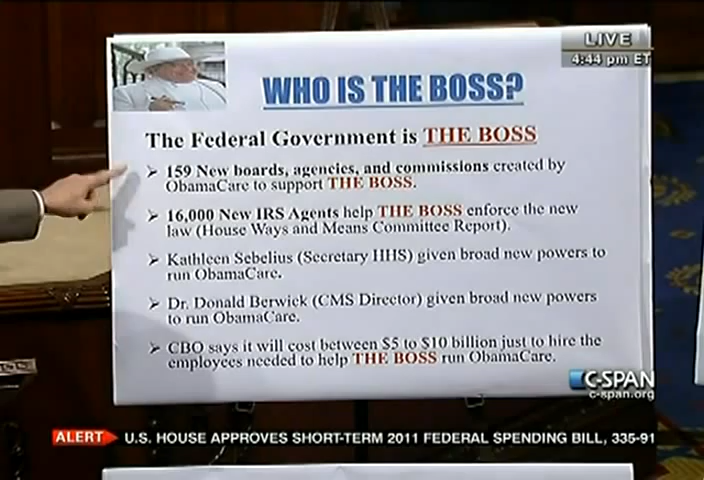 LIVE
4:44 pm ET
WHO IS THE BOSS?
The Federal Government is THE BOSS
➢ 159 New boards, agencies, and commissions created by
ObamaCare to support THE BOSS.
➢ 16,000 New IRS Agents help THE BOSS enforce the new
law (House Ways and Means Committee Report).
➢ Kathleen Sebelius (Secretary HHS) given broad new powers to
run ObamaCare.
➢ Dr. Donald Berwick (CMS Director) given broad new powers
to run ObamaCare.
➢ CBO says it will cost between $5 to $10 billion just to hire the
employees needed to help THE BOSS run ObamaCare.
C-SPAN
c-span.org
ALERT U.S. HOUSE APPROVES SHORT-TERM 2011 FEDERAL SPENDING BILL, 335-91